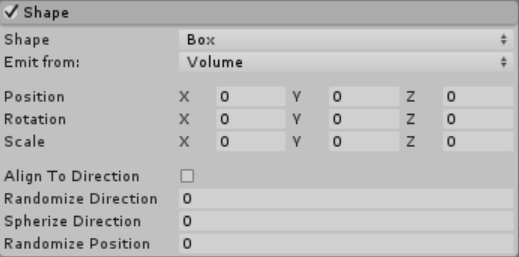 Shape
Shape Box
Emit from: Volume
Position X 0 Y 0 Z 0
Rotation X 0 Y 0 Z 0
Scale X 0 Y 0 Z 0
Align To Direction
Randomize Direction 0
Spherize Direction 0
Randomize Position 0